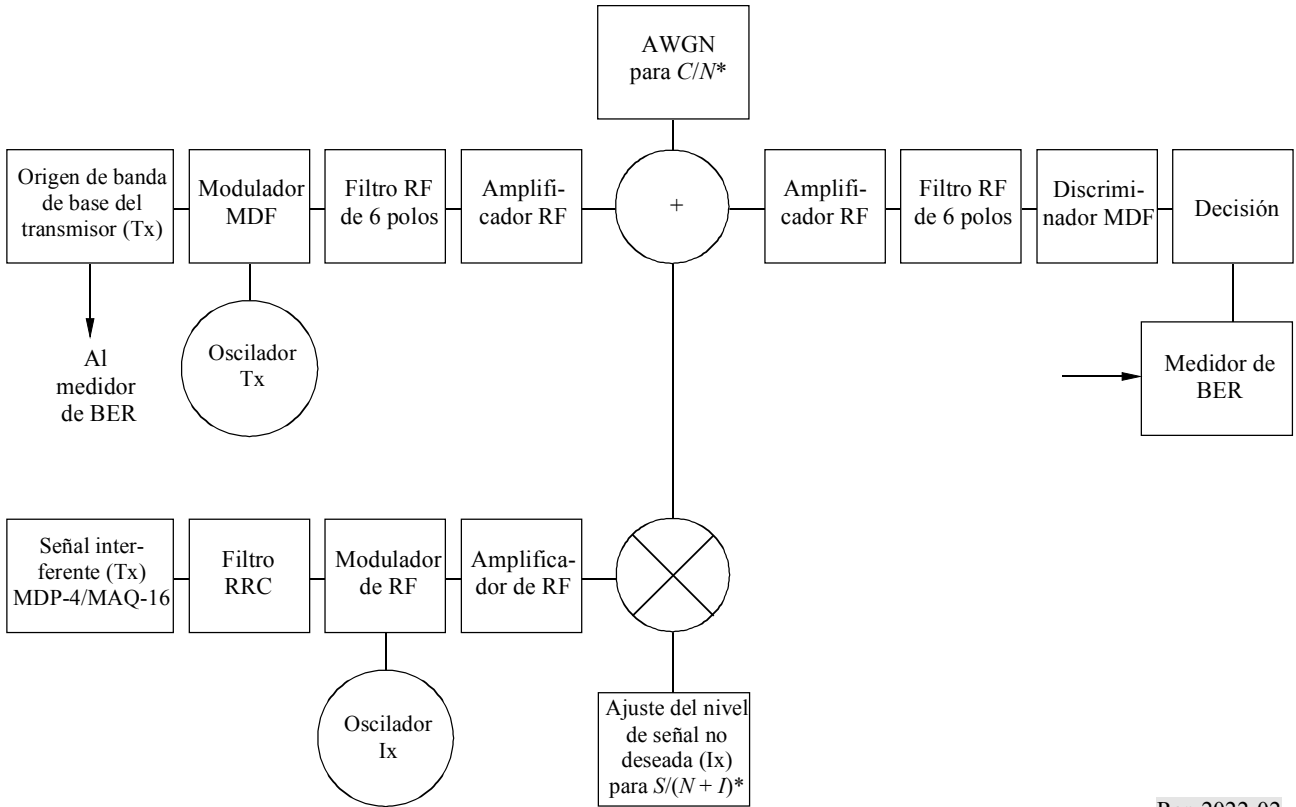 AWGN
para C/N*
Origen de banda
de base del
transmisor (Tx)
Modulador
MDF
Filtro RF
de 6 polos
Amplifi-
cador RF
+
Amplifi-
cador RF
Filtro RF
de 6 polos
Discrimi-
nador MDF
Decisión
Al
medidor
de BER
Oscilador
Tx
Medidor de
BER
Señal inter-
ferente (Tx)
MDP-4/MAQ-16
Filtro
RRC
Modulador
de RF
Amplifica-
dor de RF
Oscilador
Ix
Ajuste del nivel
de señal no
deseada (Ix)
para S/(N + I)*